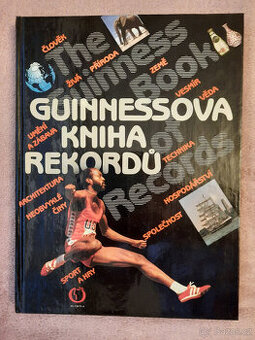 The
Guinness
Book
of
Records
ČLOVĚK
ŽIVÁ PŘÍRODA
ZEMĚ
VESMÍR
VĚDA
GUINNESSOVA
KNIHA
REKORDŮ
UMĚNÍ
A ZÁBAVA
TECHNIKA
ARCHITEKTURA
NEOBVYKLÉ
ČINY
HOSPODÁŘSTVÍ
SPOLEČNOST
SPORT
A HRY
OLYMPIA